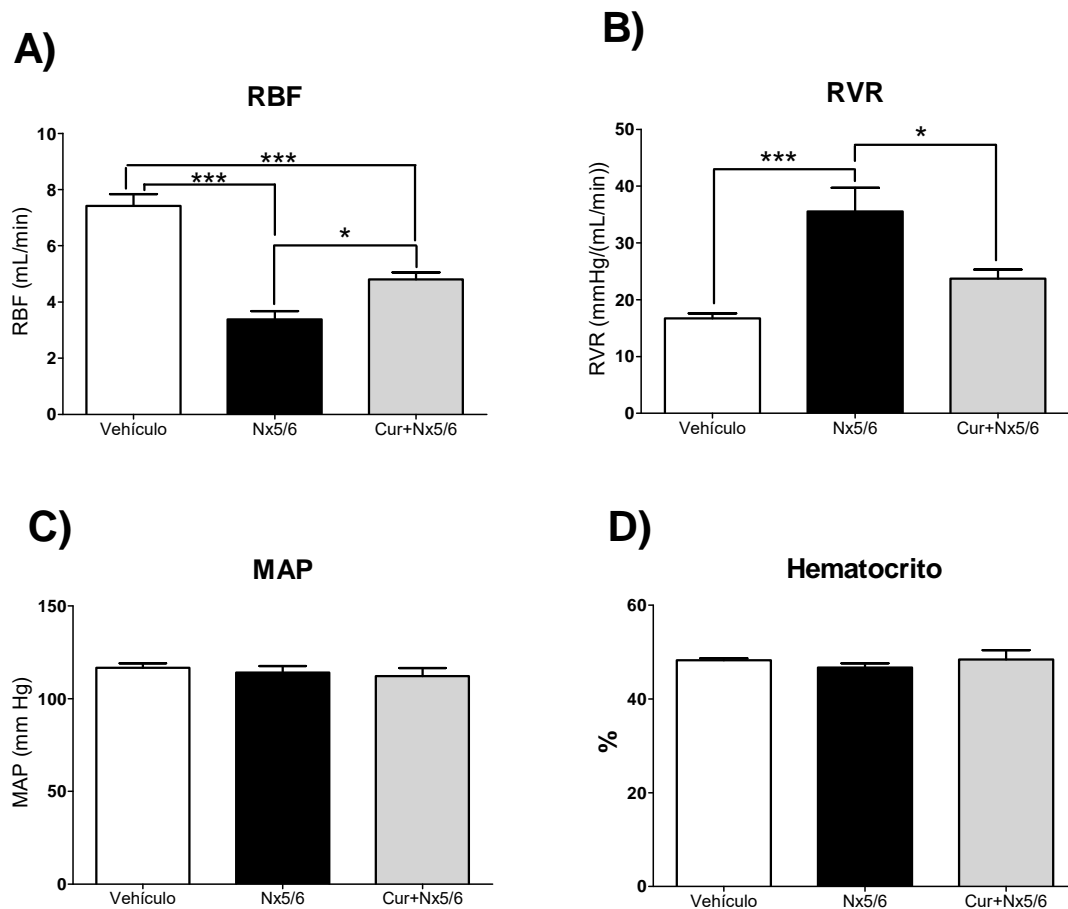 A)
RBF
RBF (mL/min)
10
8
6
4
2
0
***
***
*
Vehículo Nx5/6 Cur+Nx5/6
B)
RVR
RVR (mmHg/(mL/min))
50
40
30
20
10
0
***
*
Vehículo Nx5/6 Cur+Nx5/6
C)
MAP
MAP (mm Hg)
150
100
50
0
Vehículo Nx5/6 Cur+Nx5/6
D)
Hematocrito
%
60
40
20
0
Vehículo Nx5/6 Cur+Nx5/6